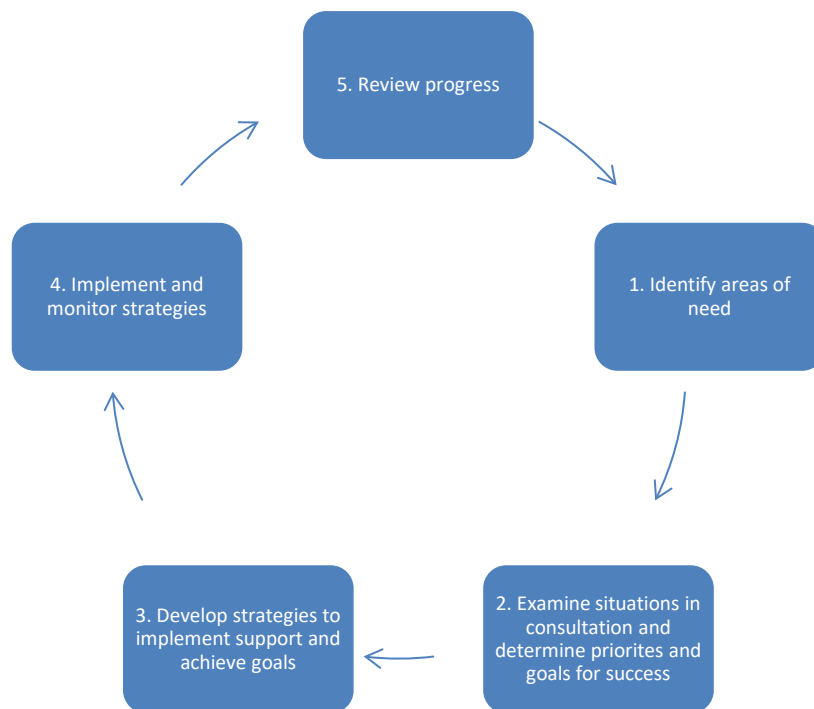 5. Review progress
4. Implement and
monitor strategies
1. Identify areas of
need
3. Develop strategies to
implement support and
achieve goals
2. Examine situations in
consultation and
determine priorites and
goals for success